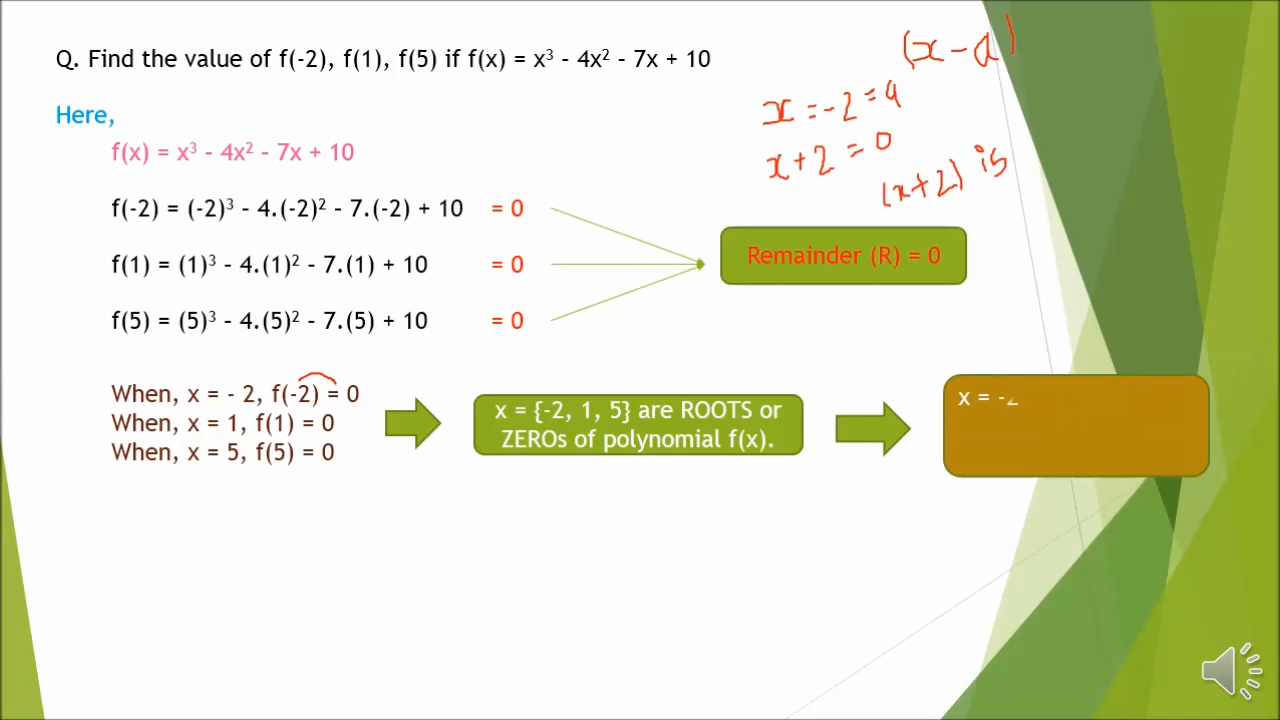 Q. Find the value of f(-2), f(1), f(5) if f(x) = x³ - 4x² - 7x + 10
(x - a)
x = -2 = a
x + 2 = 0
(x+2) is
Here,
f(x) = x³ - 4x² - 7x + 10
f(-2) = (-2)³ - 4.(-2)² - 7.(-2) + 10 = 0
f(1) = (1)³ - 4.(1)² - 7.(1) + 10 = 0
f(5) = (5)³ - 4.(5)² - 7.(5) + 10 = 0
Remainder (R) = 0
When, x = - 2, f(-2) = 0
When, x = 1, f(1) = 0
When, x = 5, f(5) = 0
x = {-2, 1, 5} are ROOTS or
ZEROs of polynomial f(x).
x = -2